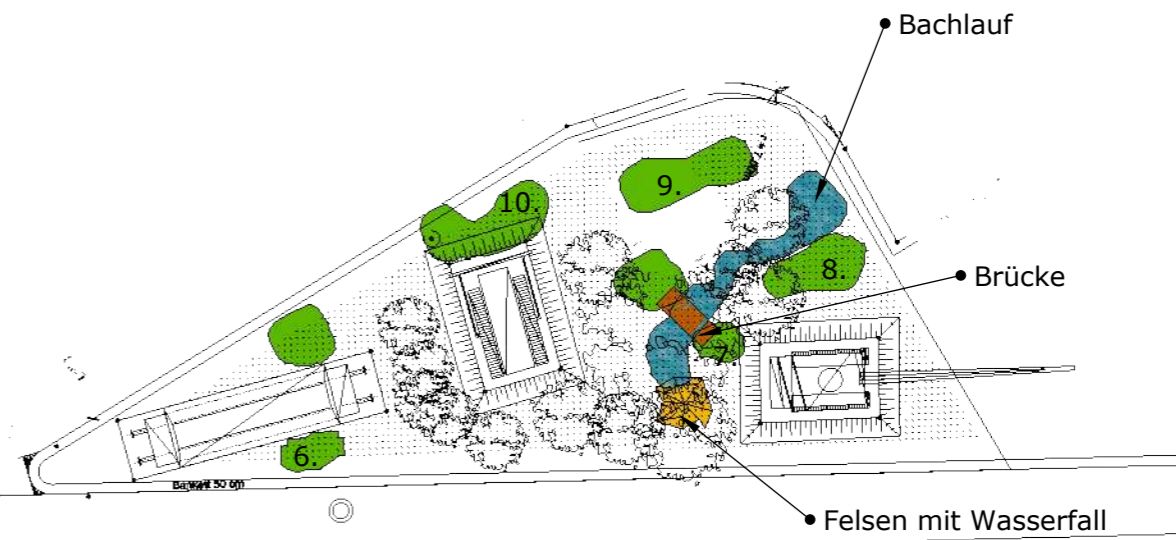 Bachlauf
9.
10.
8.
Brücke
7.
6.
Felsen mit Wasserfall